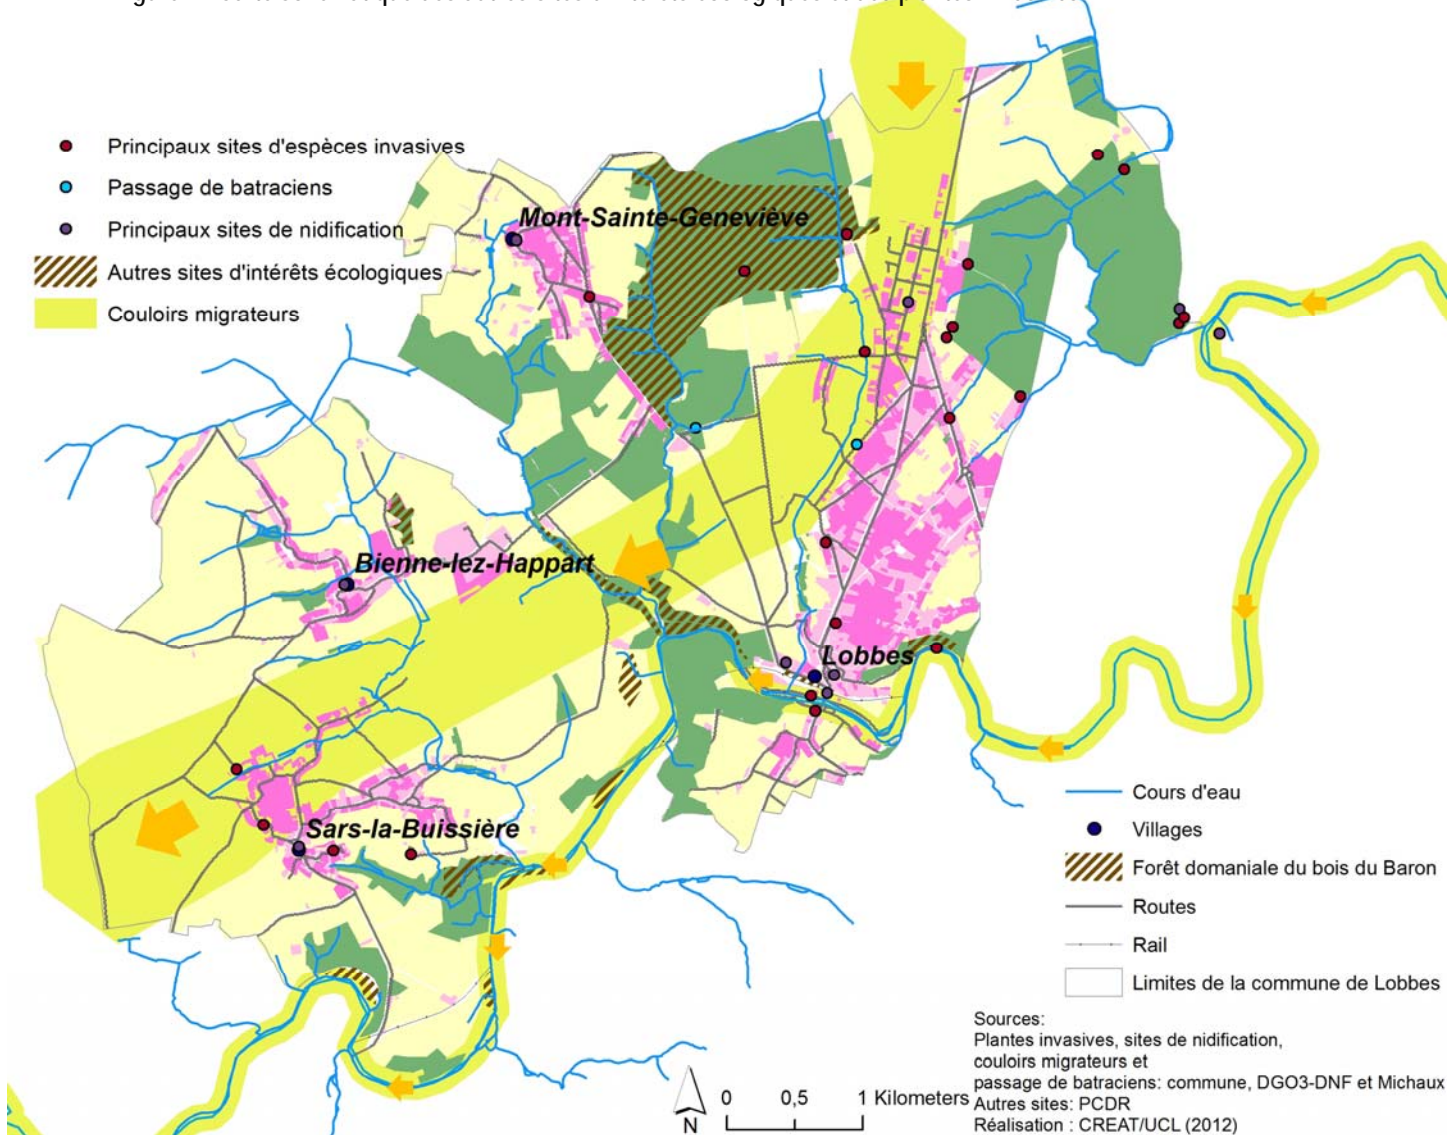 Principaux sites d'espèces invasives
Passage de batraciens
Principaux sites de nidification
Autres sites d'intérêts écologiques
Couloirs migrateurs
Mont-Sainte-Geneviève
Bienne-lez-Happart
Lobbes
Sars-la-Buissière
Cours d'eau
Villages
Forêt domaniale du bois du Baron
Routes
Rail
Limites de la commune de Lobbes
Sources:
Plantes invasives, sites de nidification,
couloirs migrateurs et
passage de batraciens: commune, DGO3-DNF et Michaux
Autres sites: PCDR
Réalisation : CREAT/UCL (2012)
N
0 0,5 1 Kilometers